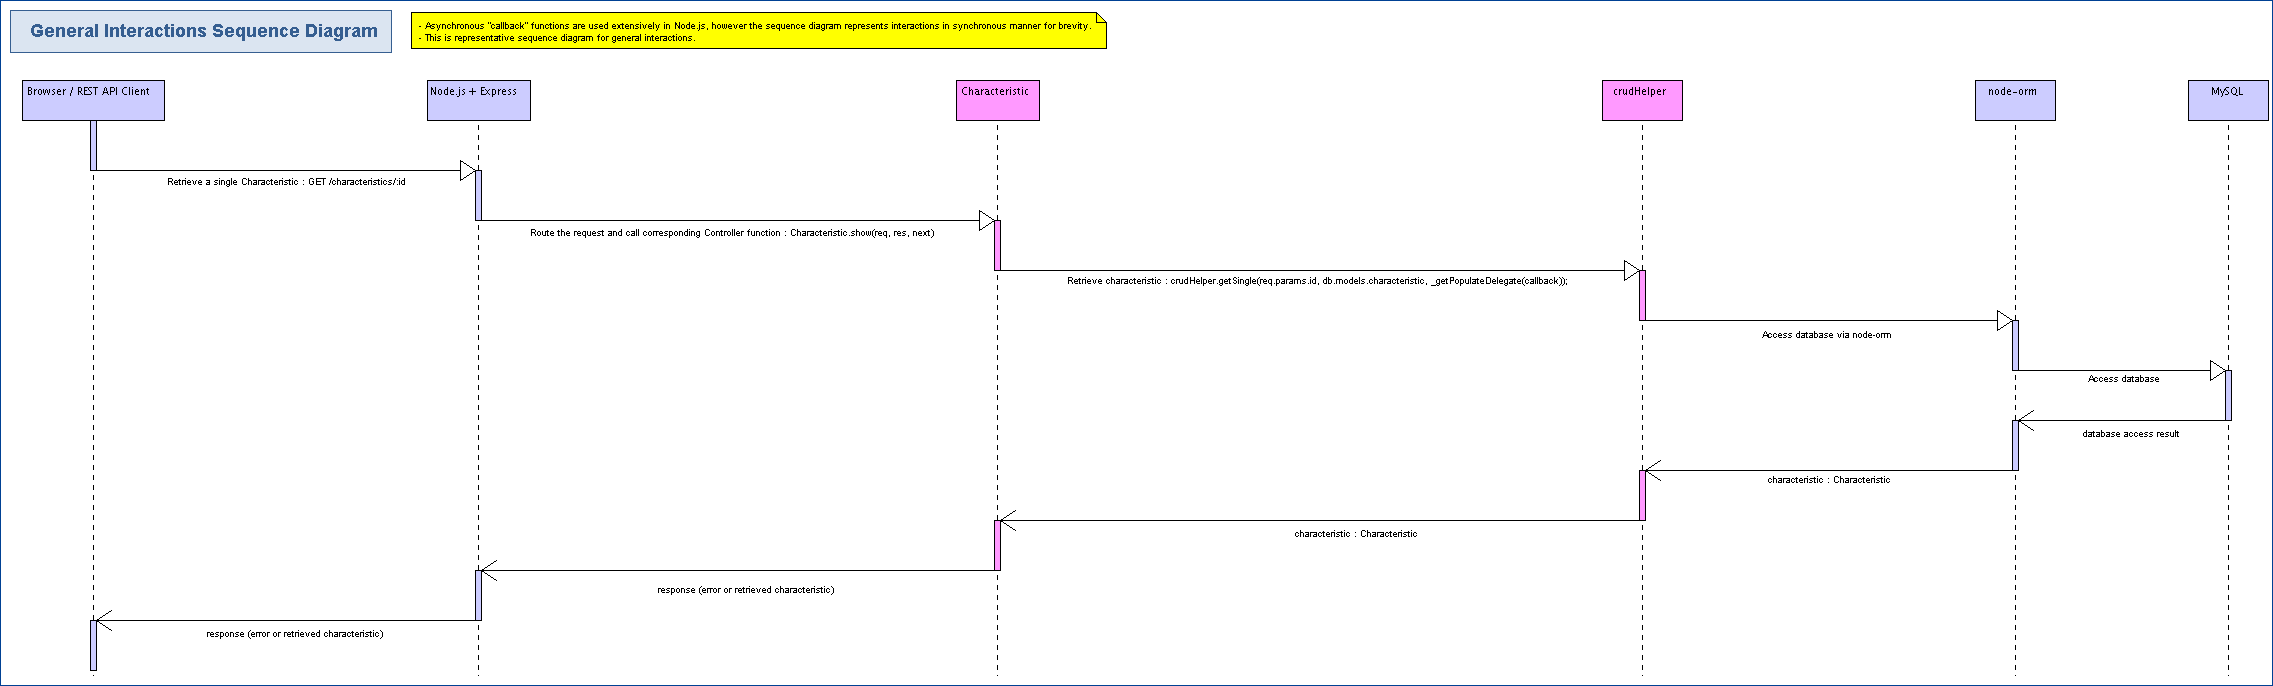 General Interactions Sequence Diagram
- Asynchronous "callback" functions are used extensively in Node.js, however the sequence diagram represents interactions in synchronous manner for brevity.
- This is representative sequence diagram for general interactions.
Browser / REST API Client
Node.js + Express
Characteristic
crudHelper
node-orm
MySQL
Retrieve a single Characteristic : GET /characteristics/:id
Route the request and call corresponding Controller function : Characteristic.show(req, res, next)
Retrieve characteristic : crudHelper.getSingle(req.params.id, db.models.characteristic, _getPopulateDelegate(callback));
Access database via node-orm
Access database
database access result
characteristic : Characteristic
characteristic : Characteristic
response (error or retrieved characteristic)
response (error or retrieved characteristic)